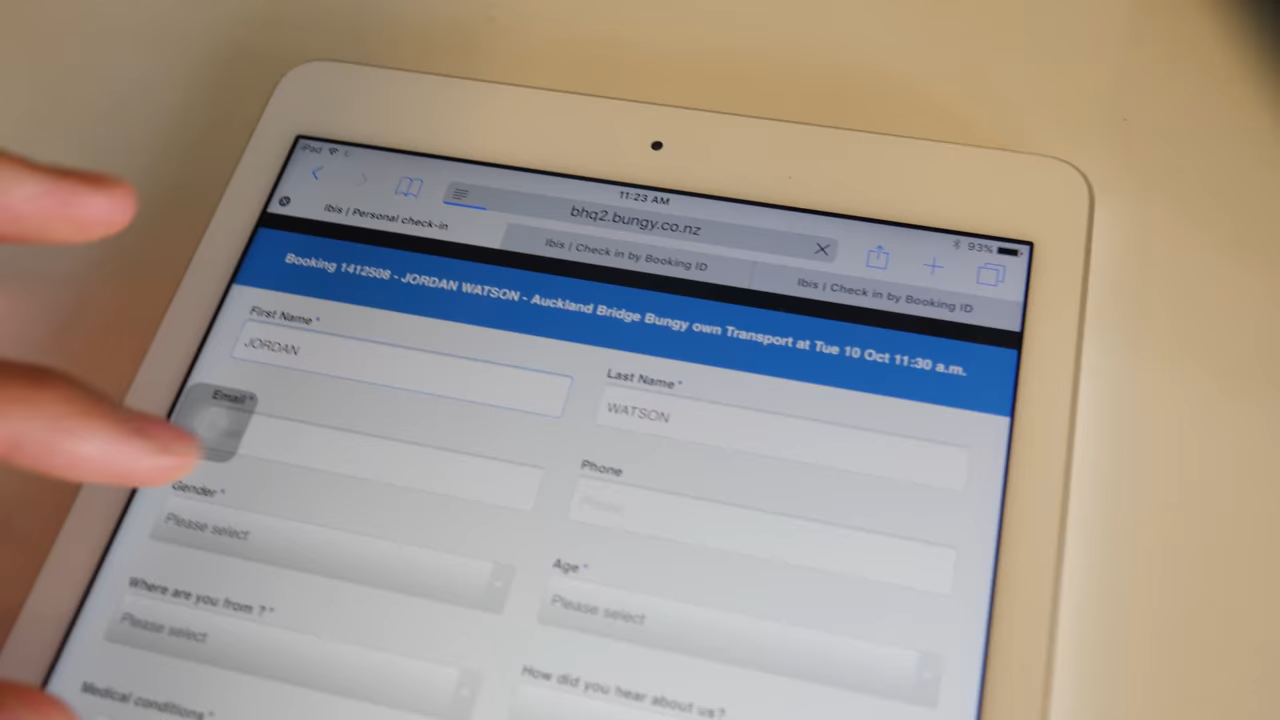 iPad
11:23 AM
93%
bhq2.bungy.co.nz
Ibis | Personal check-in
Ibis | Check in by Booking ID
Ibis | Check in by Booking ID
Booking 1412508 - JORDAN WATSON - Auckland Bridge Bungy own Transport at Tue 10 Oct 11:30 a.m.
First Name *
JORDAN
Last Name *
WATSON
Email *
Phone
Phone
Gender *
Please select
Age *
Please select
Where are you from ? *
Please select
How did you hear about us?
Medical conditions *